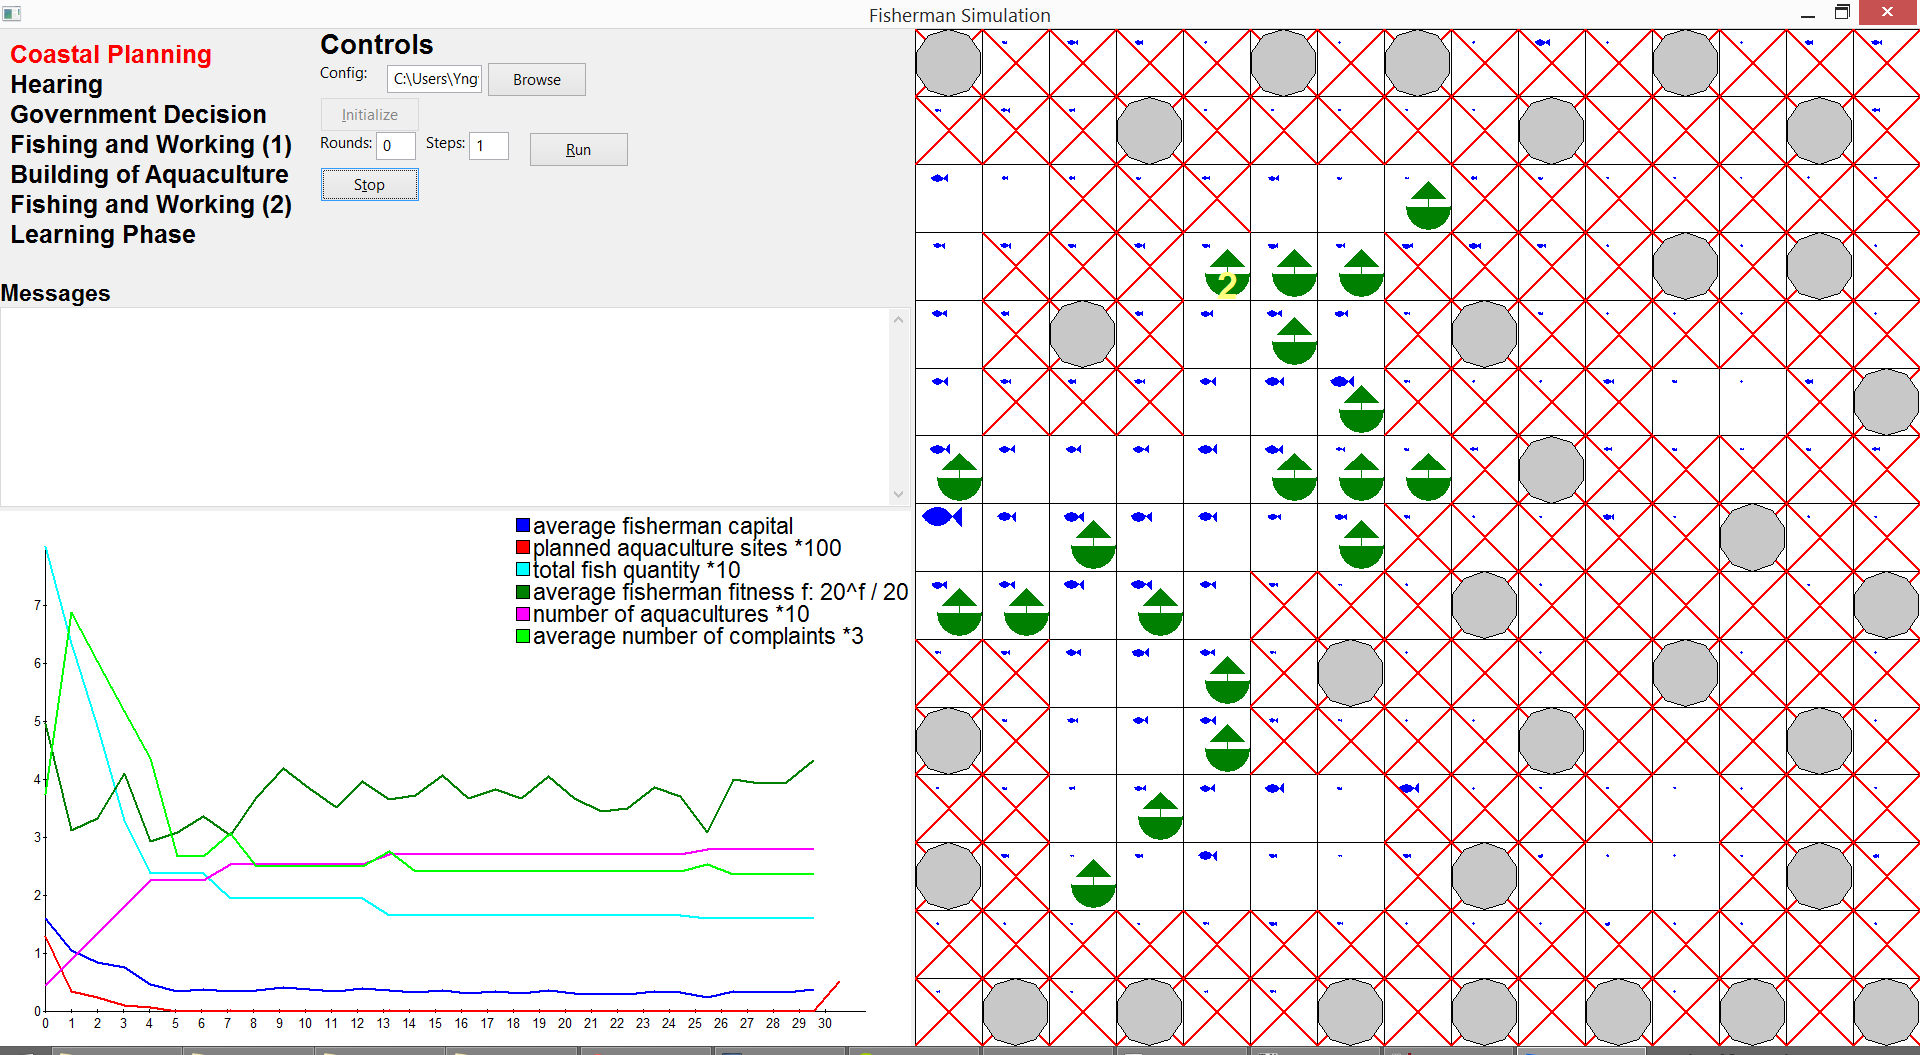 Fisherman Simulation
Coastal Planning
Hearing
Government Decision
Fishing and Working (1)
Building of Aquaculture
Fishing and Working (2)
Learning Phase
Controls
Config: C:\Users\Yng Browse
Initialize
Rounds: 0 Steps: 1 Run
Stop
Messages
average fisherman capital
planned aquaculture sites *100
total fish quantity *10
average fisherman fitness f: 20^f / 20
number of aquacultures *10
average number of complaints *3
7
6
5
4
3
2
1
0
0 1 2 3 4 5 6 7 8 9 10 11 12 13 14 15 16 17 18 19 20 21 22 23 24 25 26 27 28 29 30
2